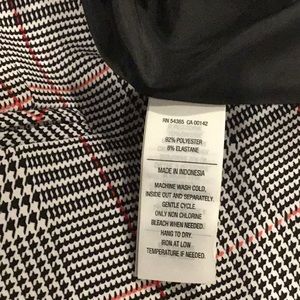 RN 54365 CA 00142
92% POLYESTER
8% ELASTANE
MADE IN INDONESIA
MACHINE WASH COLD,
INSIDE OUT AND SEPARATELY.
GENTLE CYCLE.
ONLY NON CHLORINE
BLEACH WHEN NEEDED.
HANG TO DRY.
IRON AT LOW
TEMPERATURE IF NEEDED.